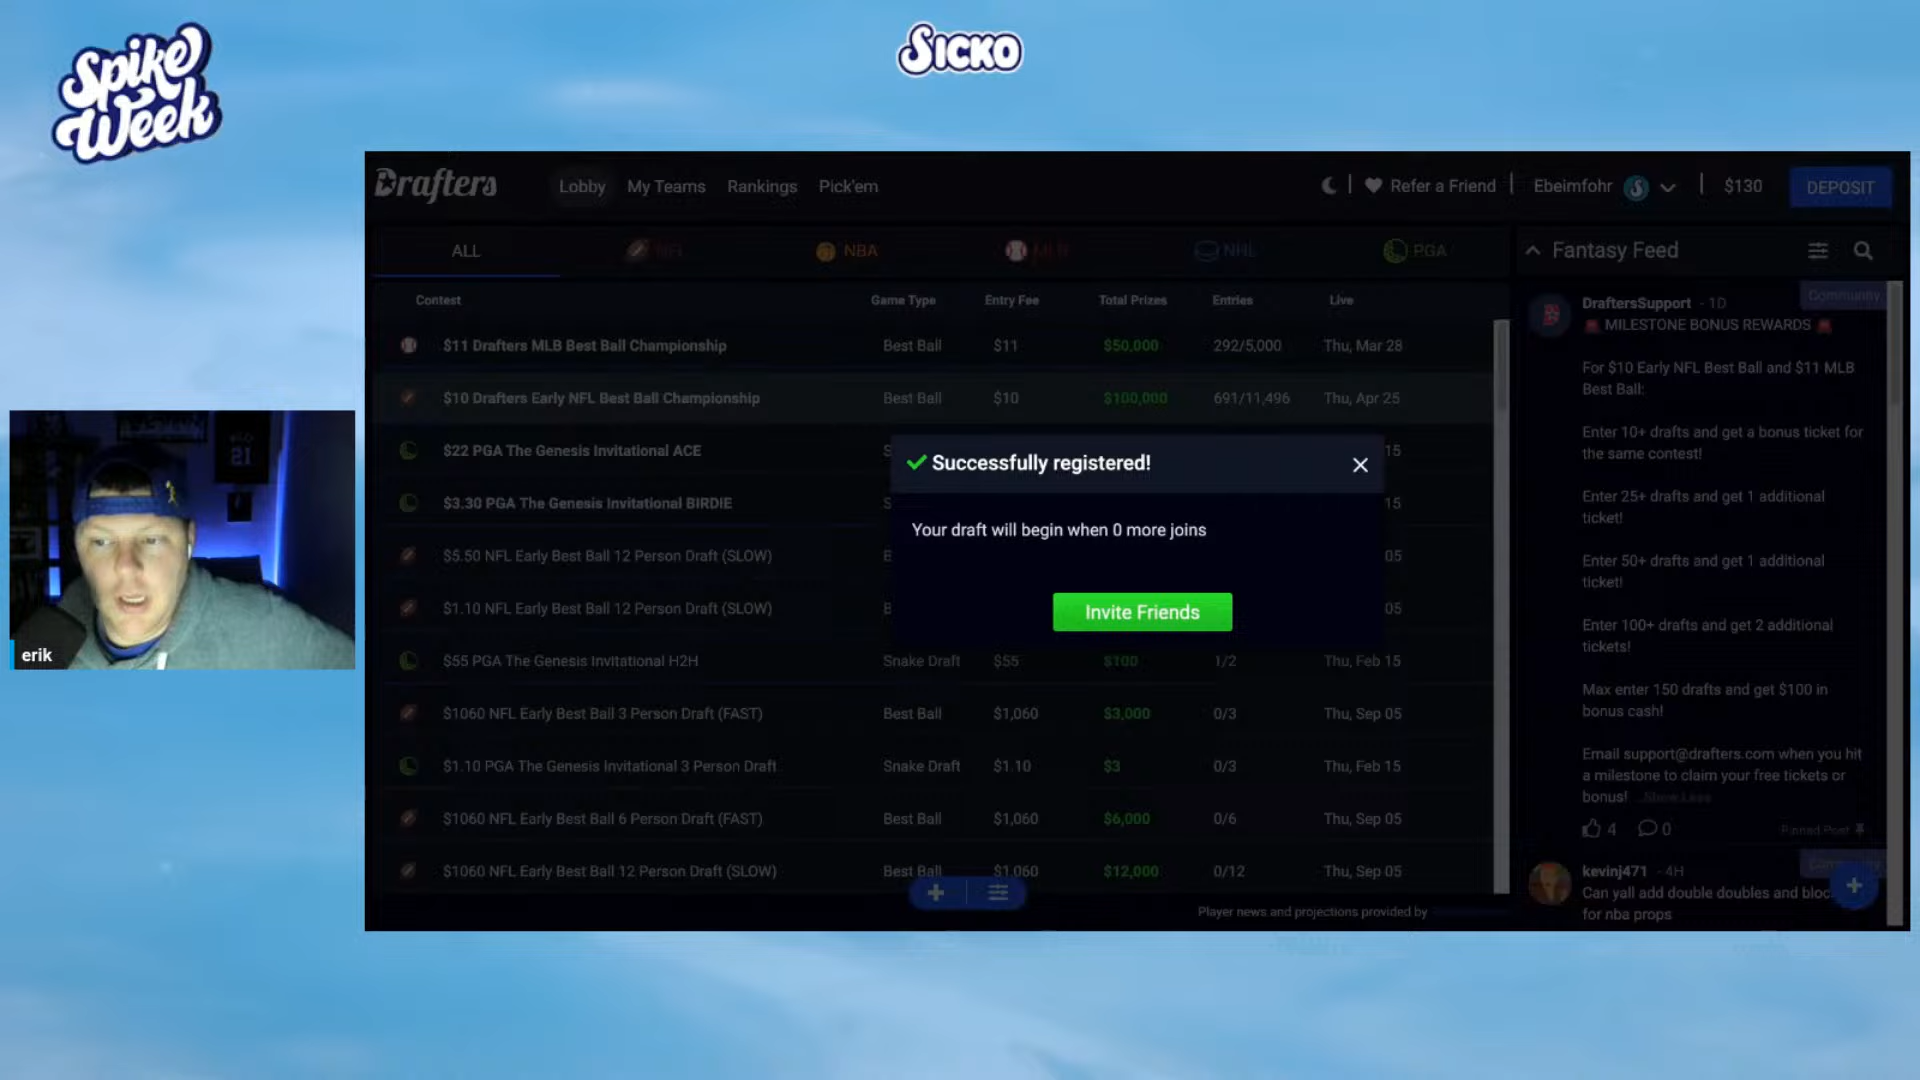 Spike
Week
Sicko
Drafters
Lobby
My Teams
Rankings
Pick'em
Refer a Friend
Ebeimfohr
$130
DEPOSIT
ALL
NFL
NBA
MLB
NHL
PGA
Fantasy Feed
Contest Game Type Entry Fee Total Prizes Entries Live
$11 Drafters MLB Best Ball Championship Best Ball $11 $50,000 292/5,000 Thu, Mar 28
$10 Drafters Early NFL Best Ball Championship Best Ball $10 $100,000 691/11,496 Thu, Apr 25
$22 PGA The Genesis Invitational ACE S 15
$3.30 PGA The Genesis Invitational BIRDIE S 15
$5.50 NFL Early Best Ball 12 Person Draft (SLOW) B 05
$1.10 NFL Early Best Ball 12 Person Draft (SLOW) B 05
$55 PGA The Genesis Invitational H2H Snake Draft $55 $100 1/2 Thu, Feb 15
$1060 NFL Early Best Ball 3 Person Draft (FAST) Best Ball $1,060 $3,000 0/3 Thu, Sep 05
$1.10 PGA The Genesis Invitational 3 Person Draft Snake Draft $1.10 $3 0/3 Thu, Feb 15
$1060 NFL Early Best Ball 6 Person Draft (FAST) Best Ball $1,060 $6,000 0/6 Thu, Sep 05
$1060 NFL Early Best Ball 12 Person Draft (SLOW) Best Ball $1,060 $12,000 0/12 Thu, Sep 05
Player news and projections provided by
Successfully registered!
Your draft will begin when 0 more joins
Invite Friends
Community
DraftersSupport - 1D
MILESTONE BONUS REWARDS
For $10 Early NFL Best Ball and $11 MLB
Best Ball:
Enter 10+ drafts and get a bonus ticket for
the same contest!
Enter 25+ drafts and get 1 additional
ticket!
Enter 50+ drafts and get 1 additional
ticket!
Enter 100+ drafts and get 2 additional
tickets!
Max enter 150 drafts and get $100 in
bonus cash!
Email support@drafters.com when you hit
a milestone to claim your free tickets or
bonus! ...Show Less
4 0 Pinned Post
kevinj471 - 4H
Can yall add double doubles and bloc
for nba props
21
erik